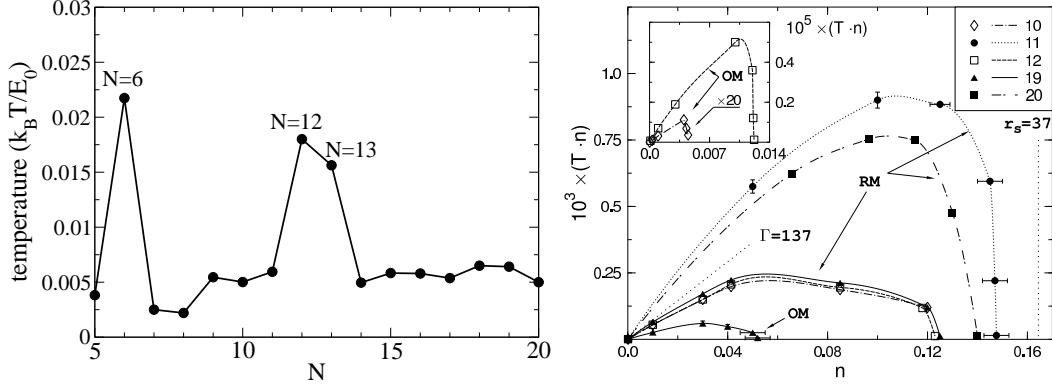 0.03
0.025
0.02
0.015
0.01
0.005
0
temperature (k_B T/E_0)
N=6
N=12
N=13
5
10
15
20
N
10^3 ×(T ·n)
0.75
0.5
0.25
0.0
10^5 ×(T ·n)
0.4
0.2
OM
×20
0.0
0.007
0.014
10
11
12
19
20
r_s=37
RM
Γ=137
OM
0.0
0.04
0.08
0.12
0.16
n